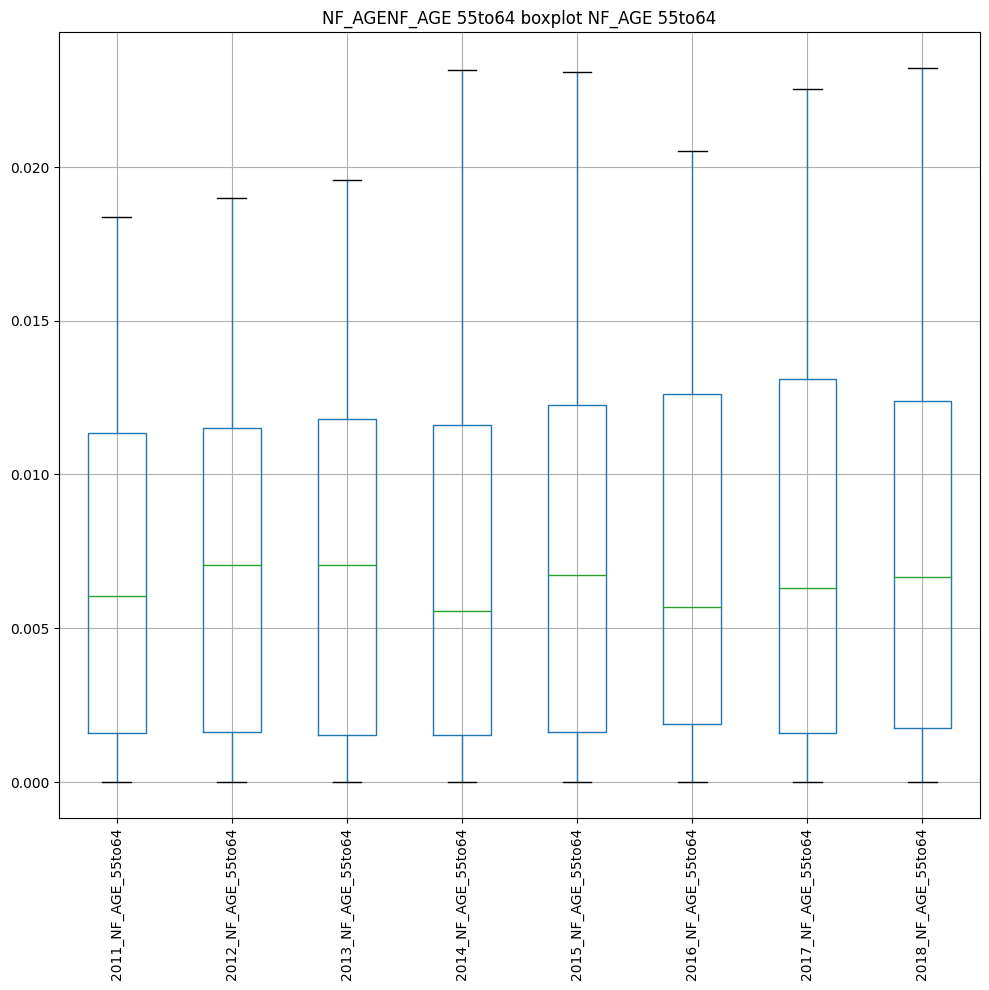 NF_AGENF_AGE 55to64 boxplot NF_AGE 55to64
0.020
0.015
0.010
0.005
0.000
2011_NF_AGE_55to64
2012_NF_AGE_55to64
2013_NF_AGE_55to64
2014_NF_AGE_55to64
2015_NF_AGE_55to64
2016_NF_AGE_55to64
2017_NF_AGE_55to64
2018_NF_AGE_55to64